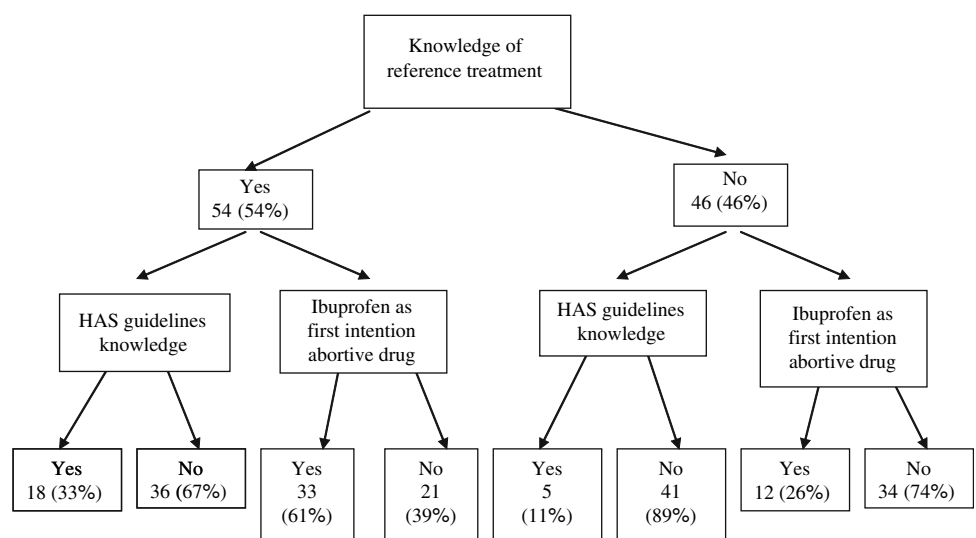 Knowledge of
reference treatment
Yes
54 (54%)
No
46 (46%)
HAS guidelines
knowledge
Ibuprofen as
first intention
abortive drug
HAS guidelines
knowledge
Ibuprofen as
first intention
abortive drug
Yes
18 (33%)
No
36 (67%)
Yes
33
(61%)
No
21
(39%)
Yes
5
(11%)
No
41
(89%)
Yes
12 (26%)
No
34 (74%)